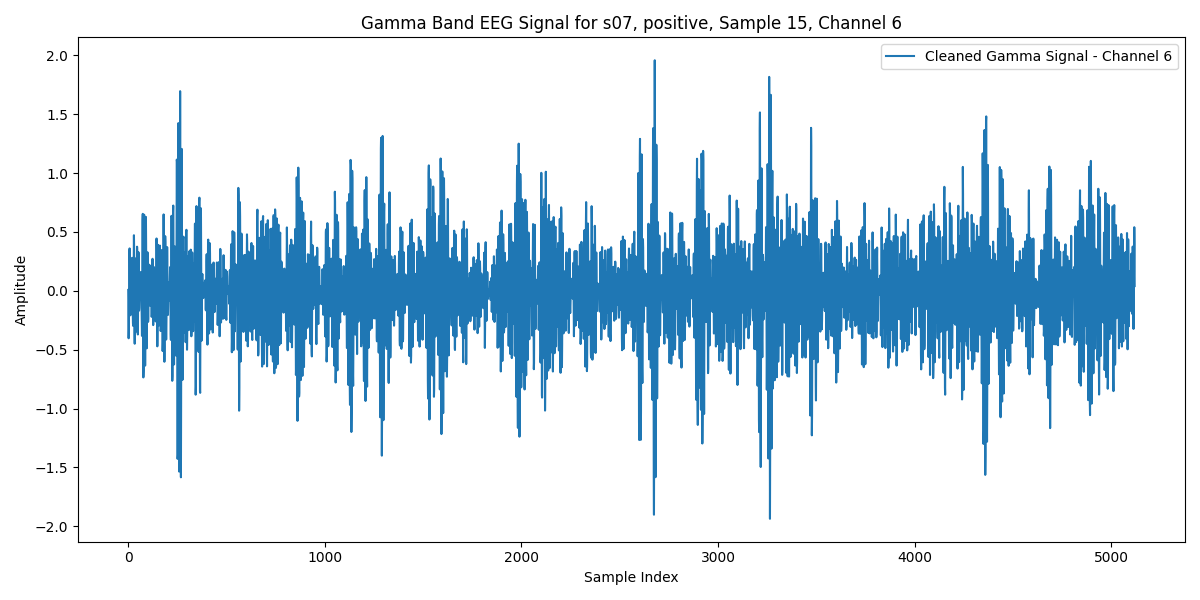 Gamma Band EEG Signal for s07, positive, Sample 15, Channel 6
Cleaned Gamma Signal - Channel 6
2.0
1.5
1.0
0.5
0.0
−0.5
−1.0
−1.5
−2.0
Amplitude
0 1000 2000 3000 4000 5000
Sample Index